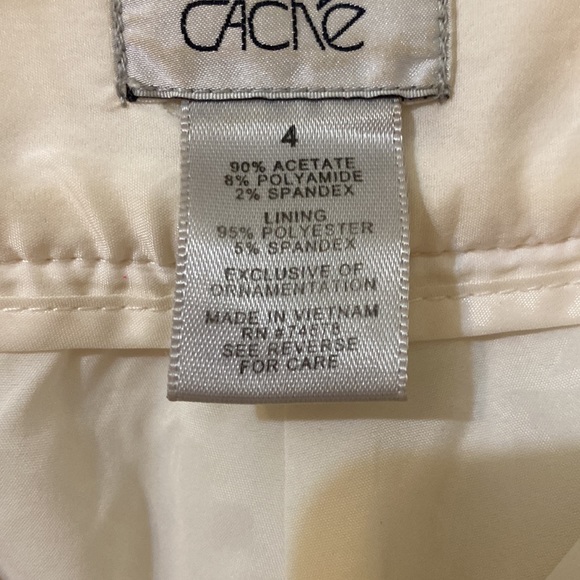 CACHé
4
90% ACETATE
8% POLYAMIDE
2% SPANDEX
LINING
95% POLYESTER
5% SPANDEX
EXCLUSIVE OF
ORNAMENTATION
MADE IN VIETNAM
RN #74678
SEE REVERSE
FOR CARE